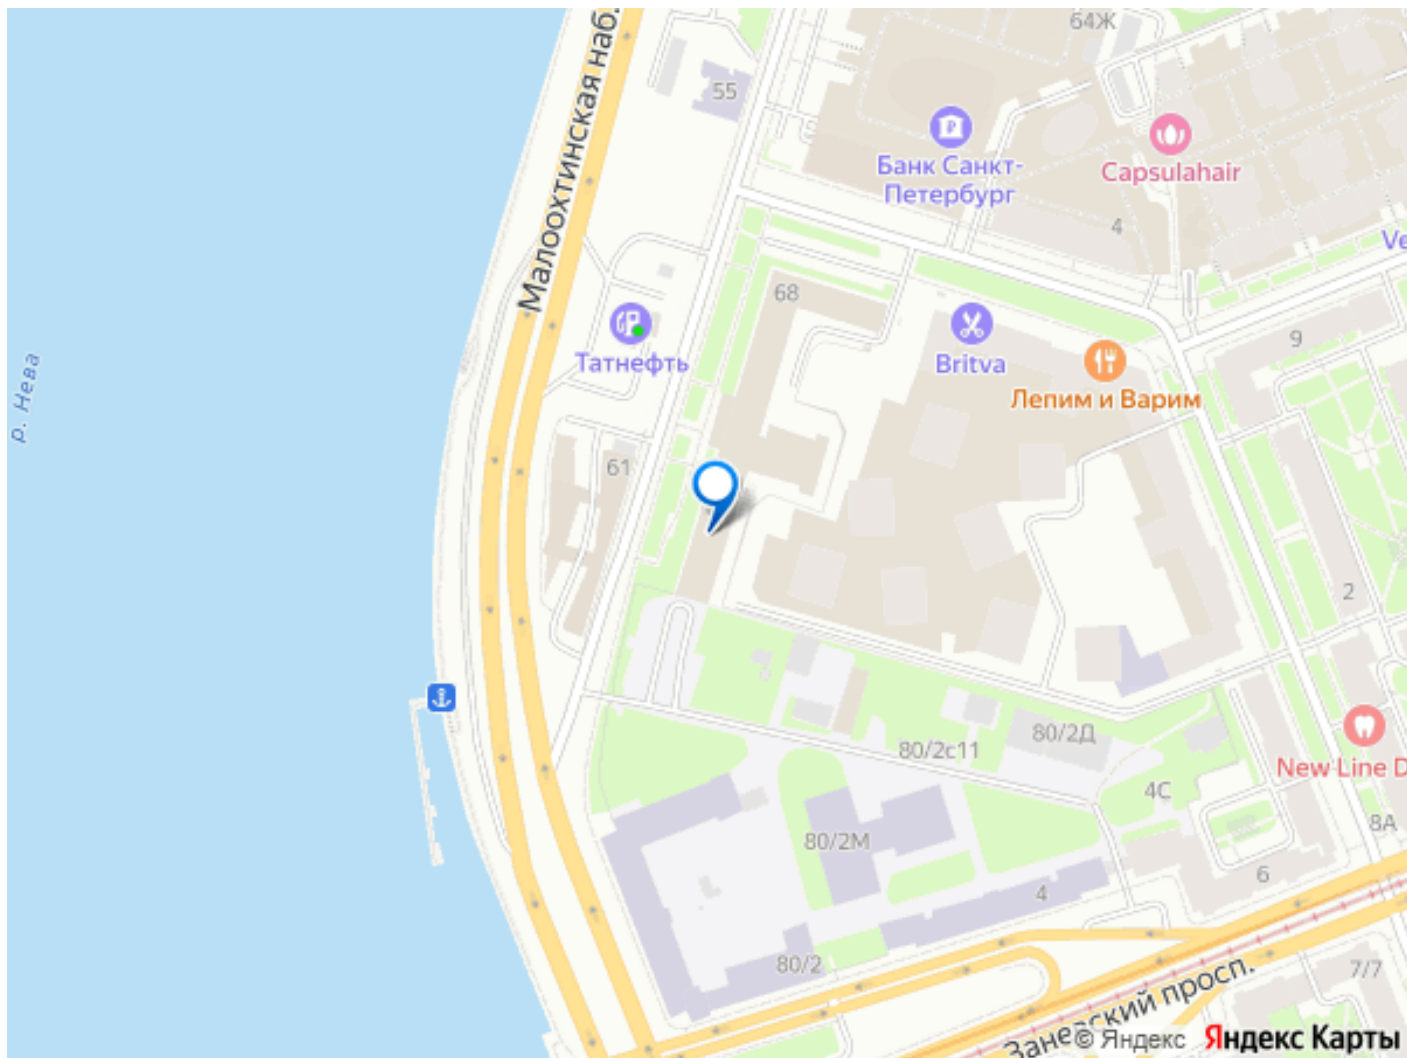 64Ж
Малоохтинская наб.
55
Банк Санкт-
Петербург
Capsulahair
4
Ve
68
Татнефть
Britva
9
Лепим и Варим
р. Нева
61
2
80/2с11
80/2Д
New Line D
4С
8А
80/2М
6
4
80/2
7/7
Заневский просп.
© Яндекс Яндекс Карты